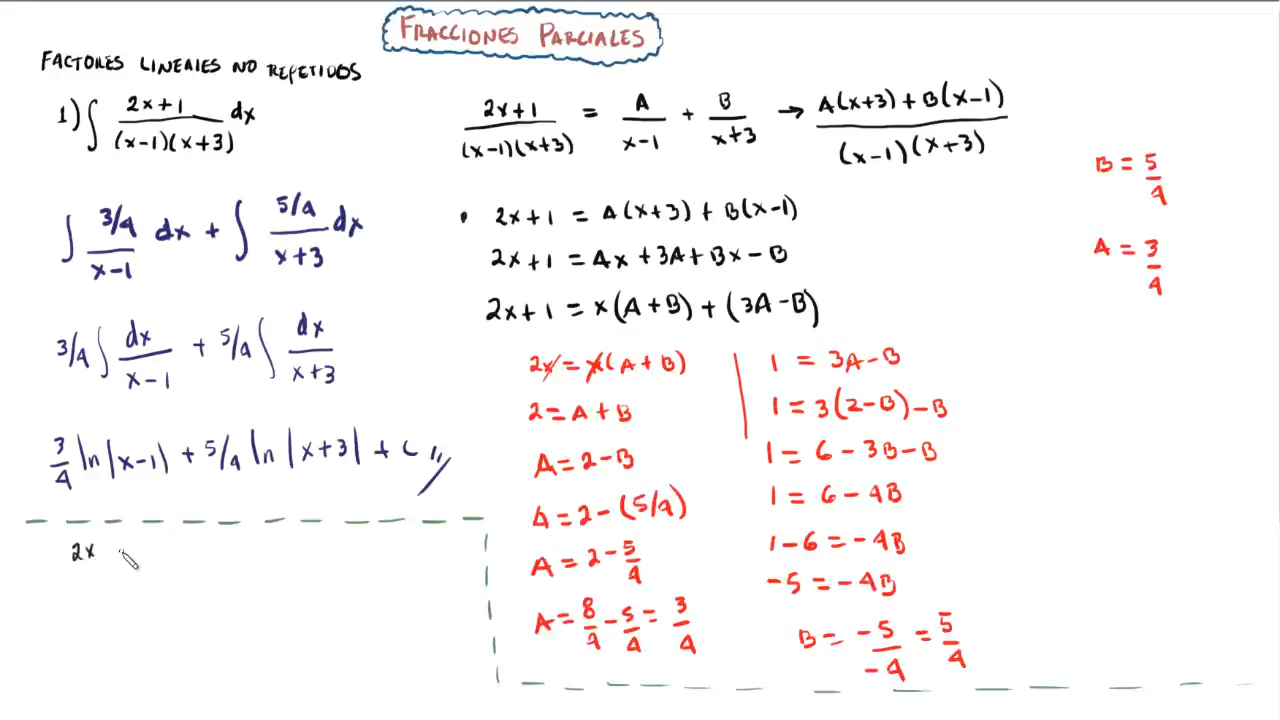 FRACCIONES PARCIALES
FACTORES LINEALES NO REPETIDOS
1) ∫ (2x+1)/((x-1)(x+3)) dx
∫ (3/4)/(x-1) dx + ∫ (5/4)/(x+3) dx
3/4 ∫ dx/(x-1) + 5/4 ∫ dx/(x+3)
3/4 ln|x-1| + 5/4 ln|x+3| + C //
2x
(2x+1)/((x-1)(x+3)) = A/(x-1) + B/(x+3) → (A(x+3) + B(x-1))/((x-1)(x+3))
• 2x+1 = A(x+3) + B(x-1)
2x+1 = Ax + 3A + Bx - B
2x+1 = x(A+B) + (3A-B)
2x = x(A+B)
2 = A+B
A = 2-B
A = 2-(5/4)
A = 2 - 5/4
A = 8/4 - 5/4 = 3/4
1 = 3A-B
1 = 3(2-B)-B
1 = 6-3B-B
1 = 6-4B
1-6 = -4B
-5 = -4B
B = -5/-4 = 5/4
B = 5/4
A = 3/4